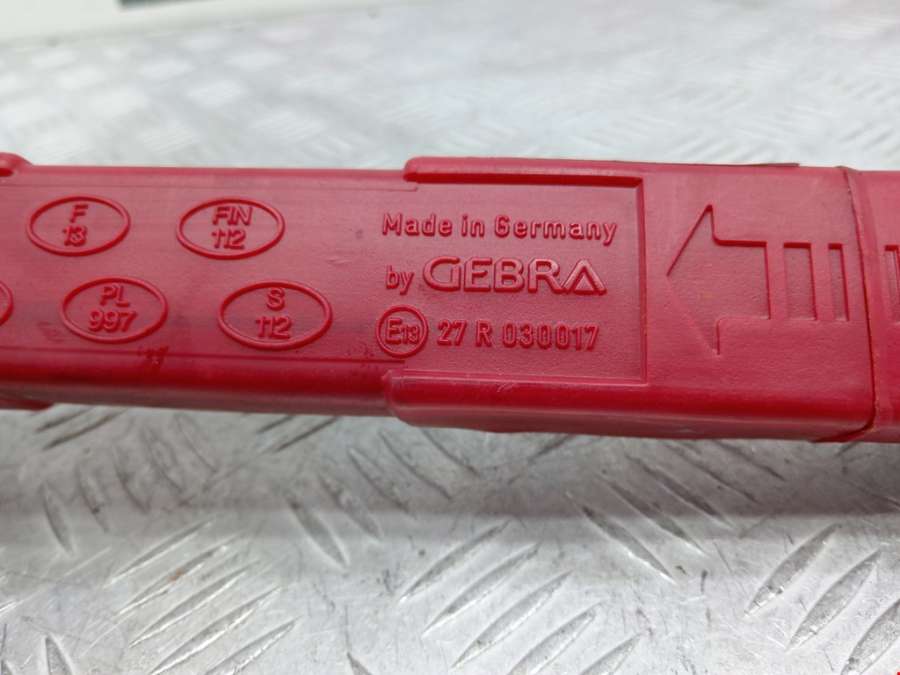 F
13
FIN
112
PL
997
S
112
Made in Germany
by GEBRA
E13 27 R 030017